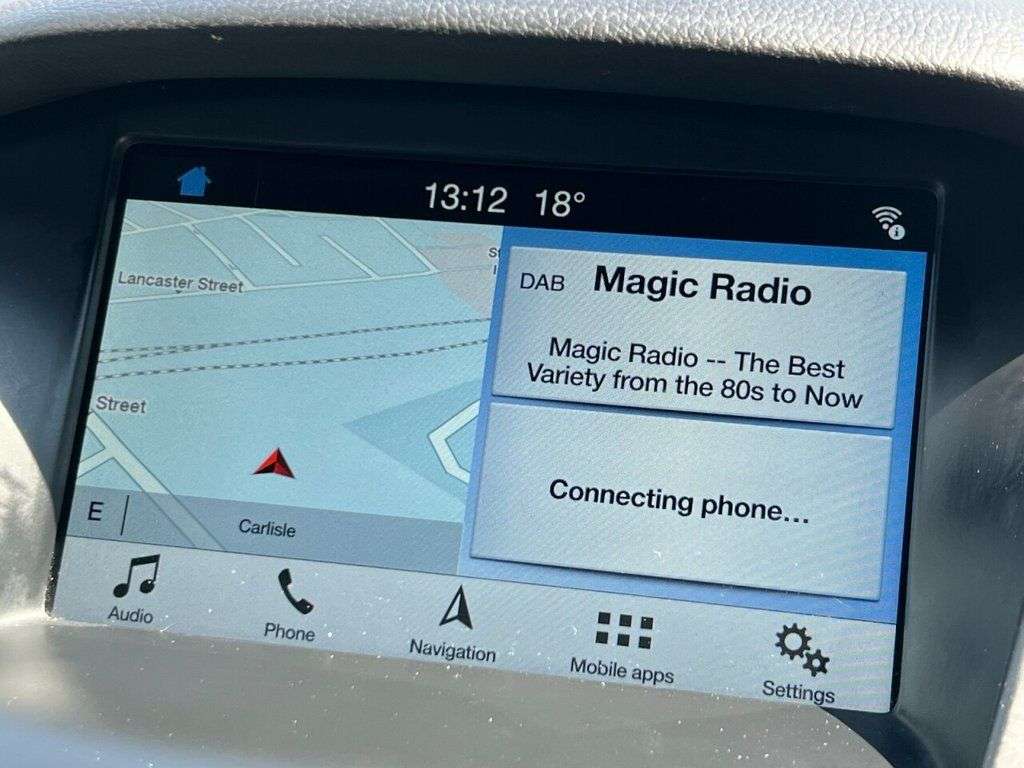 13:12 18°
Lancaster Street
St
DAB Magic Radio
Magic Radio -- The Best
Variety from the 80s to Now
Street
Connecting phone...
E
Carlisle
Audio
Phone
Navigation
Mobile apps
Settings